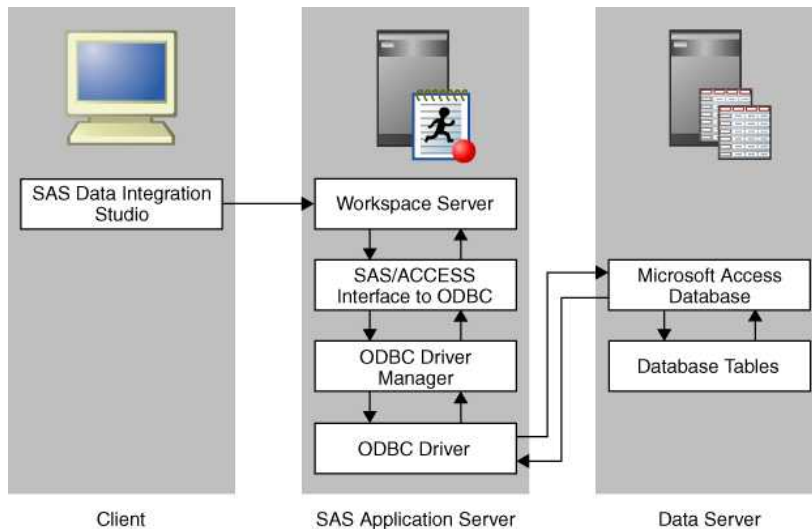 SAS Data Integration
Studio
Workspace Server
SAS/ACCESS
Interface to ODBC
ODBC Driver
Manager
ODBC Driver
Microsoft Access
Database
Database Tables
Client
SAS Application Server
Data Server